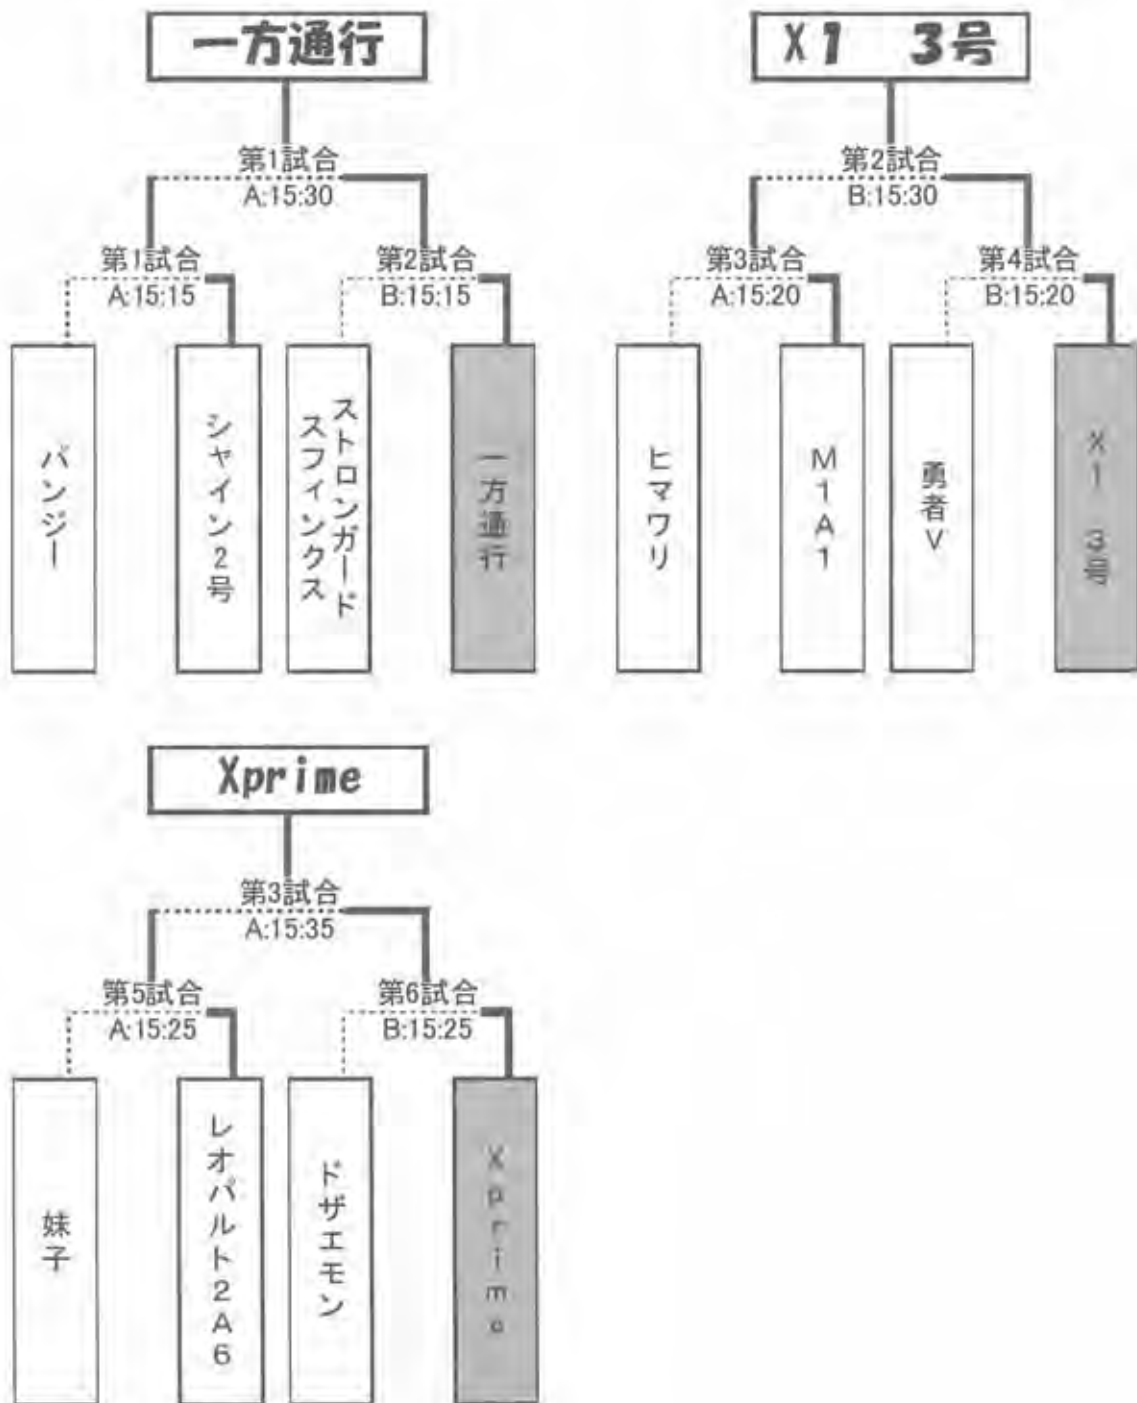 一方通行
第1試合
A:15:30
第1試合
A:15:15
第2試合
B:15:15
パンジー
シャイン2号
ストロンガード
スフィンクス
一方通行
X1 3号
第2試合
B:15:30
第3試合
A:15:20
第4試合
B:15:20
ヒマワリ
M1A1
勇者V
X1 3号
Xprime
第3試合
A:15:35
第5試合
A:15:25
第6試合
B:15:25
妹子
レオパルト2A6
ドザエモン
Xprime